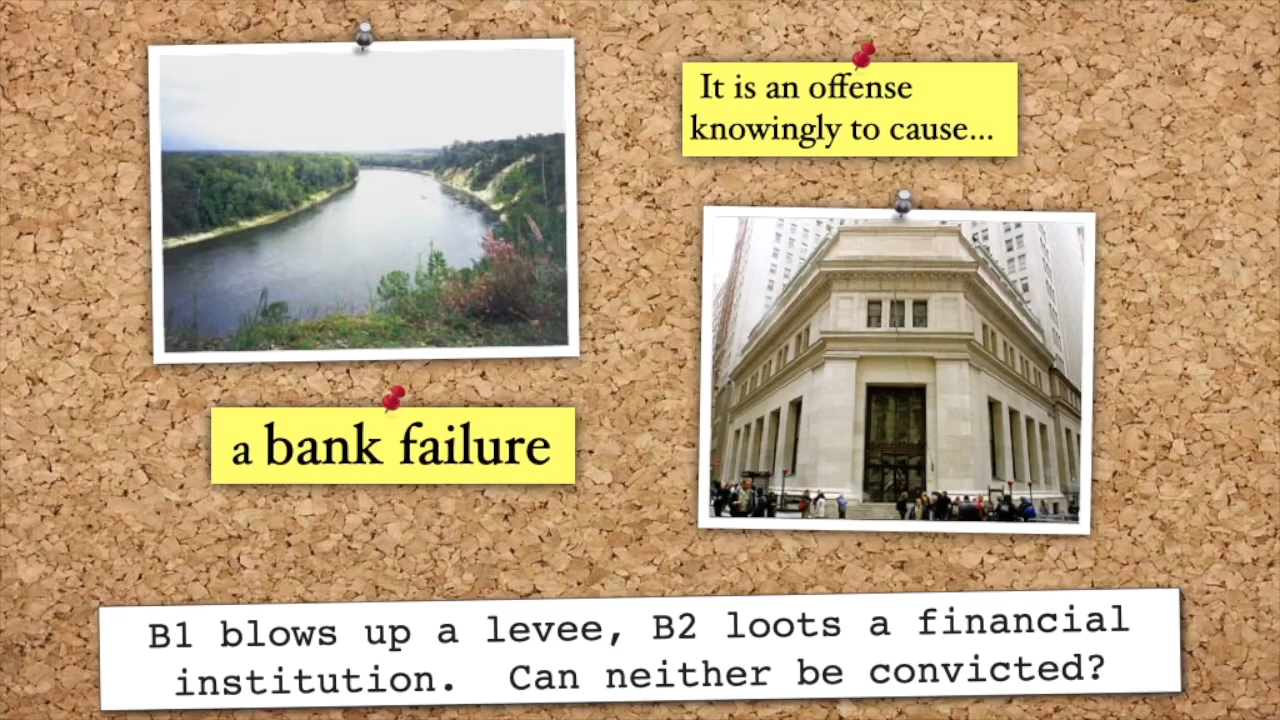 It is an offense
knowingly to cause...
a bank failure
B1 blows up a levee, B2 loots a financial
institution. Can neither be convicted?